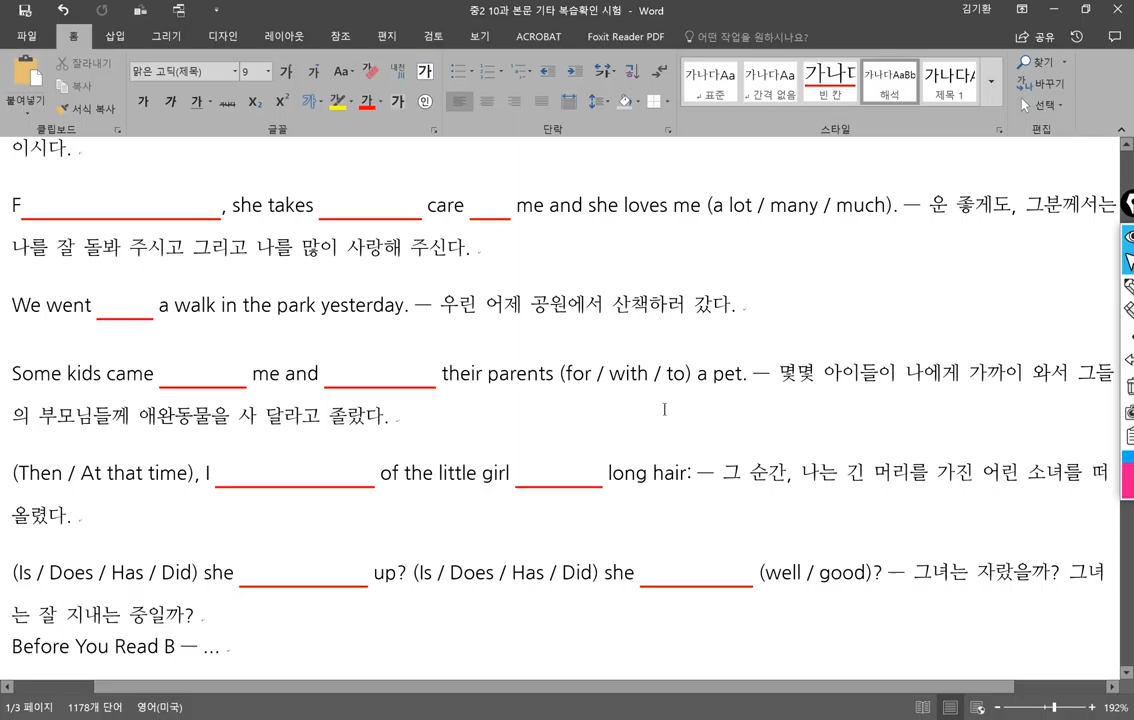 중2 10과 본문 기타 복습확인 시험 - Word
김기환
파일 홈 삽입 그리기 디자인 레이아웃 참조 편지 검토 보기 ACROBAT Foxit Reader PDF 어떤 작업을 원하시나요? 공유
붙여넣기 잘라내기 복사 서식 복사
맑은 고딕(제목) 9
가나다Aa 가나다Aa 가나다 가나다AaBb 가나다A
표준 간격 없음 빈 칸 해석 제목 1
찾기 바꾸기 선택
클립보드 글꼴 단락 스타일 편집
이시다.
F , she takes care me and she loves me (a lot / many / much). ㅡ 운 좋게도, 그분께서는
나를 잘 돌봐 주시고 그리고 나를 많이 사랑해 주신다.
We went a walk in the park yesterday. ㅡ 우린 어제 공원에서 산책하러 갔다.
Some kids came me and their parents (for / with / to) a pet. ㅡ 몇몇 아이들이 나에게 가까이 와서 그들
의 부모님들께 애완동물을 사 달라고 졸랐다.
(Then / At that time), I of the little girl long hair: ㅡ 그 순간, 나는 긴 머리를 가진 어린 소녀를 떠
올렸다.
(Is / Does / Has / Did) she up? (Is / Does / Has / Did) she (well / good)? ㅡ 그녀는 자랐을까? 그녀
는 잘 지내는 중일까?
Before You Read B ㅡ ...
1/3 페이지 1178개 단어 영어(미국) 192%